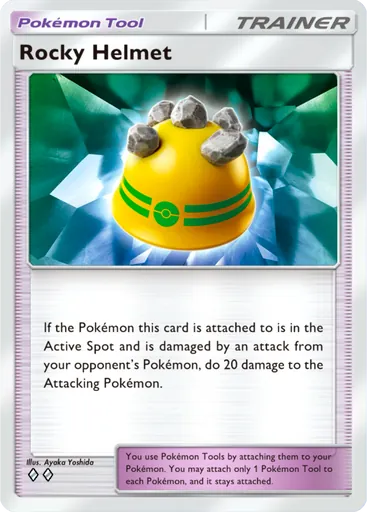 Pokémon Tool
TRAINER
Rocky Helmet
If the Pokémon this card is attached to is in the
Active Spot and is damaged by an attack from
your opponent's Pokémon, do 20 damage to the
Attacking Pokémon.
Illus. Ayaka Yoshida
You use Pokémon Tools by attaching them to your
Pokémon. You may attach only 1 Pokémon Tool to
each Pokémon, and it stays attached.